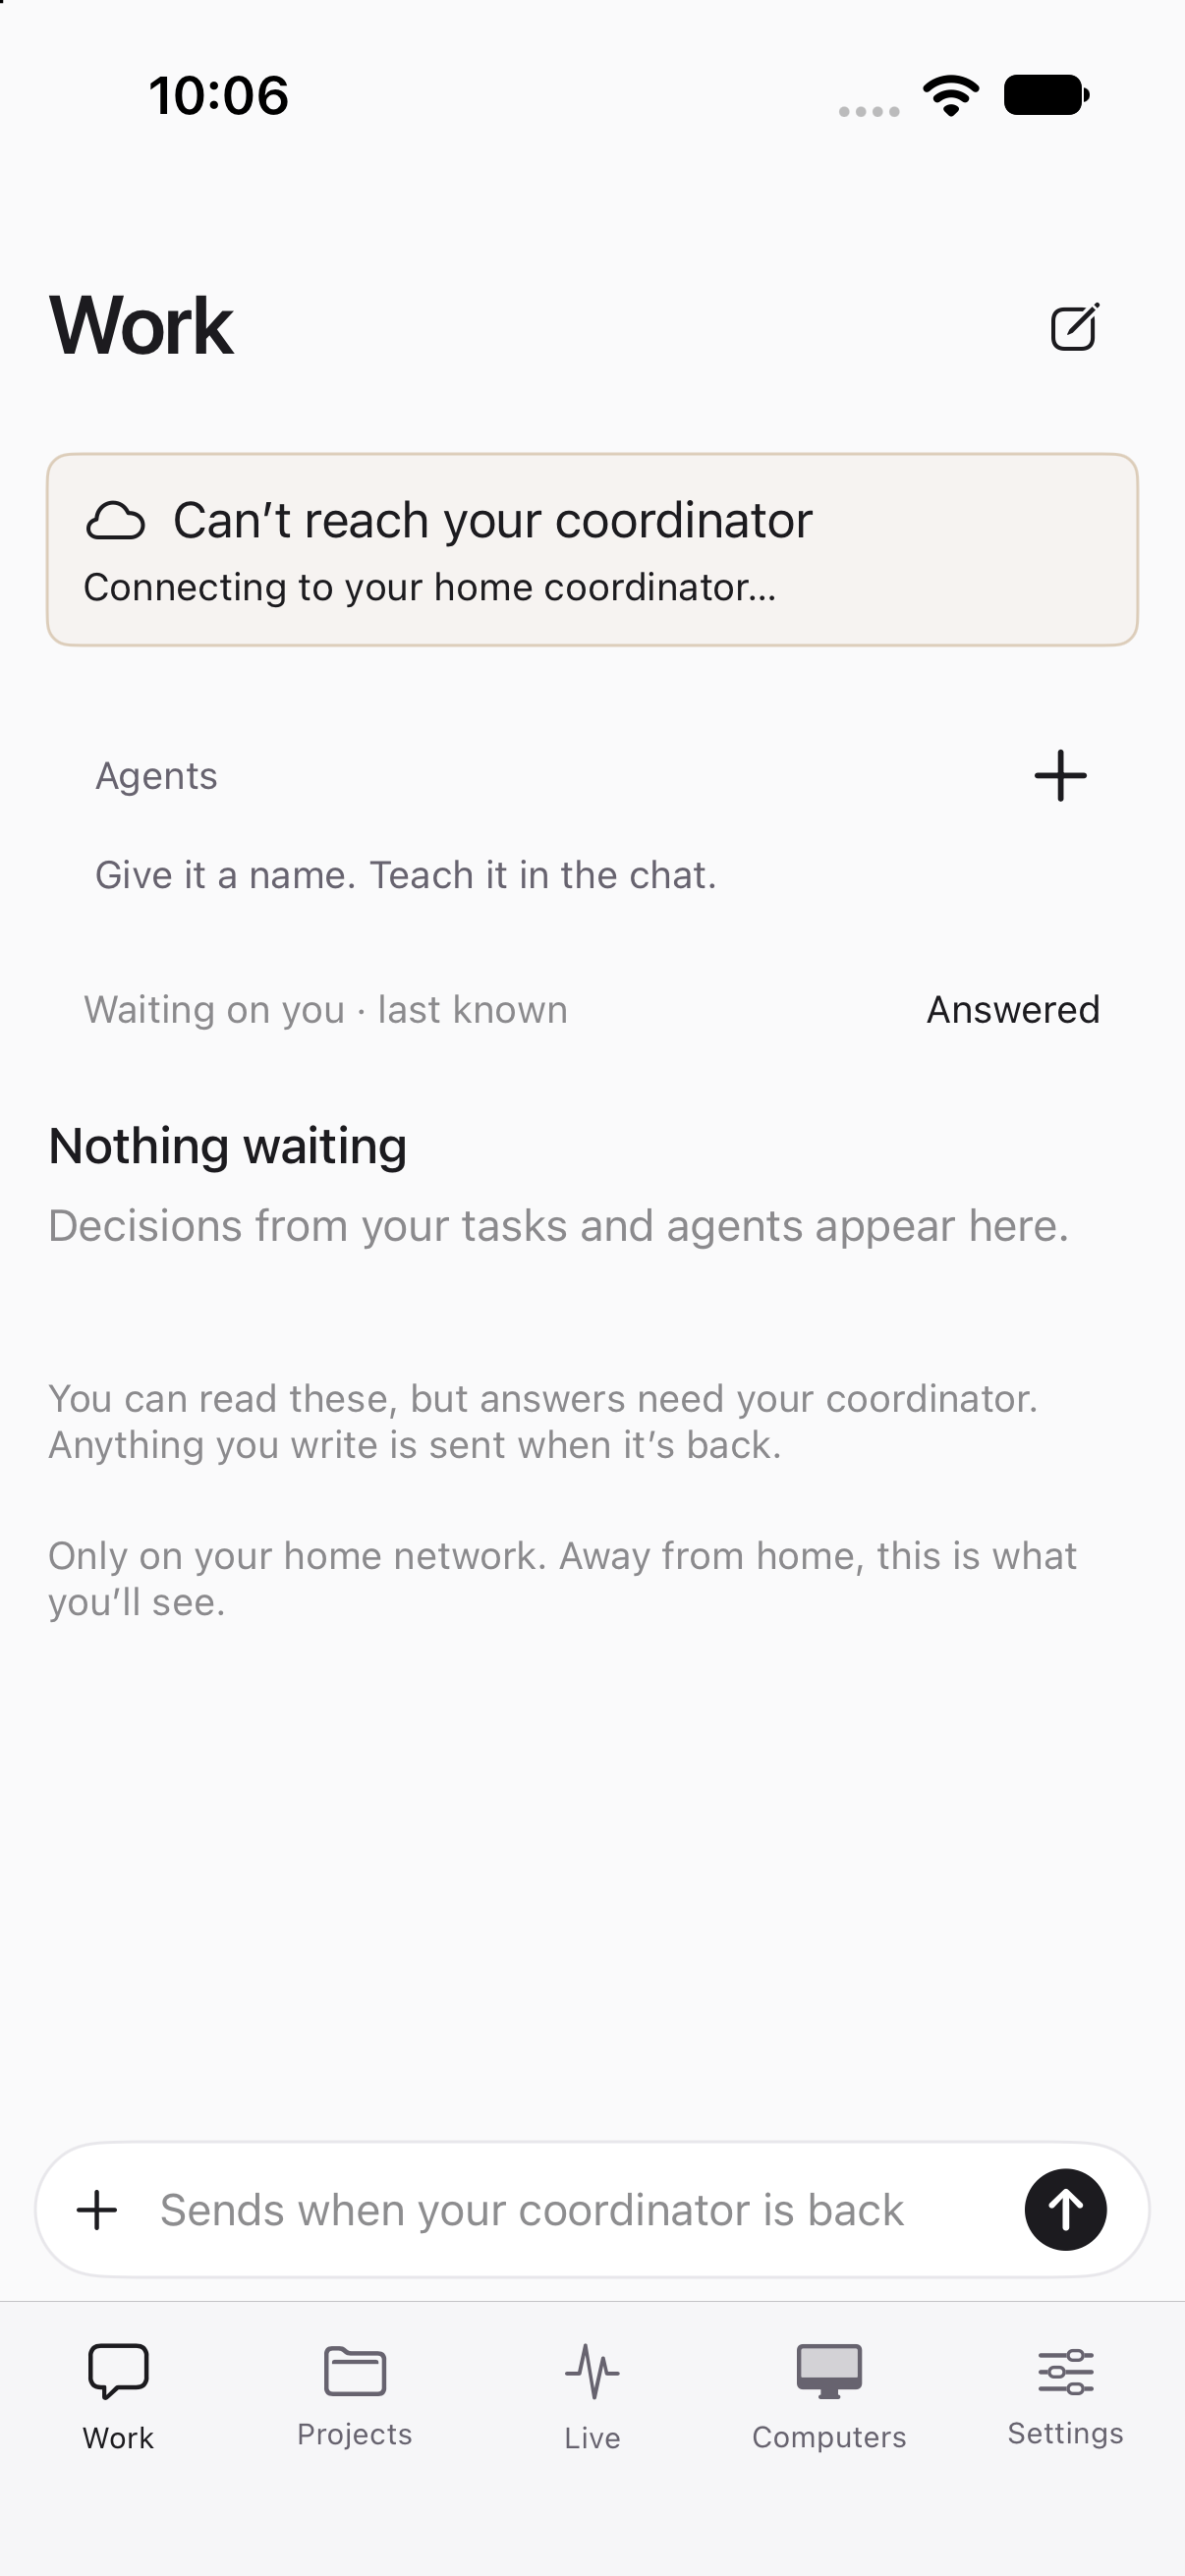 10:06
Work
Can’t reach your coordinator
Connecting to your home coordinator...
Agents
Give it a name. Teach it in the chat.
Waiting on you · last known
Answered
Nothing waiting
Decisions from your tasks and agents appear here.
You can read these, but answers need your coordinator.
Anything you write is sent when it’s back.
Only on your home network. Away from home, this is what
you’ll see.
Sends when your coordinator is back
Work
Projects
Live
Computers
Settings